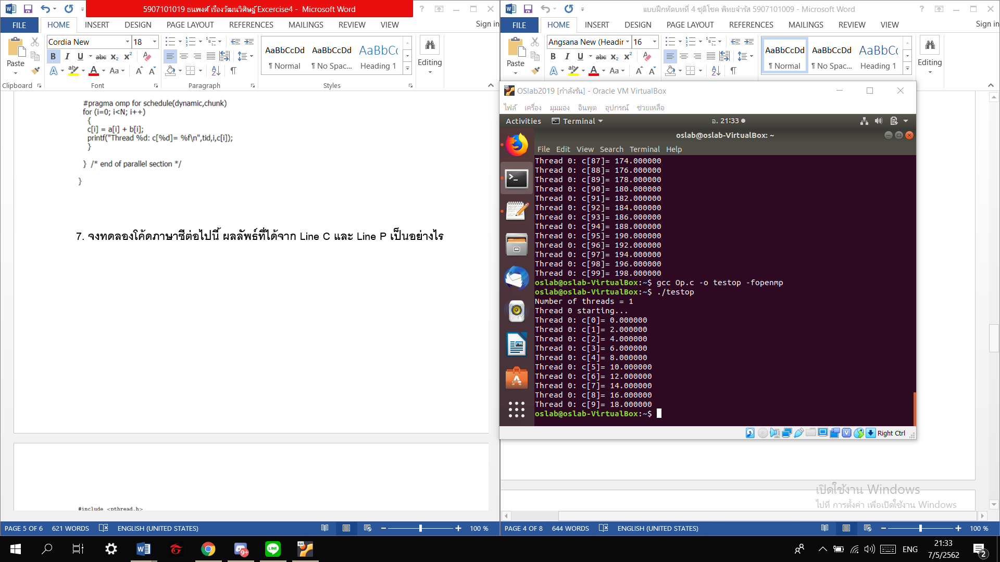 5907101019 ธนพงศ์ เรืองวัฒนวิศิษฎ์ Excercise4 - Microsoft Word
FILE HOME INSERT DESIGN PAGE LAYOUT REFERENCES MAILINGS REVIEW VIEW Sign in
Cordia New 18
Paste
AaBbCcDd AaBbCcDd AaBbCc
¶ Normal ¶ No Spac... Heading 1
Editing
Clipboard Font Paragraph Styles
#pragma omp for schedule(dynamic,chunk)
for (i=0; i<N; i++)
{
c[i] = a[i] + b[i];
printf("Thread %d: c[%d]= %f\n",tid,i,c[i]);
}
} /* end of parallel section */
}
7. จงทดลองโค้ดภาษาซีต่อไปนี้ ผลลัพธ์ที่ได้จาก Line C และ Line P เป็นอย่างไร
#include <pthread.h>
PAGE 5 OF 6 621 WORDS ENGLISH (UNITED STATES) 100 %
แบบฝึกหัดบทที่ 4 ชุติโชค พิทยจำรัส 5907101009 - Microsoft Word
FILE HOME INSERT DESIGN PAGE LAYOUT REFERENCES MAILINGS REVIEW VIEW Sign in
Angsana New (Headir 16
Paste
AaBbCcDd AaBbCcDd AaBbCc
¶ Normal ¶ No Spac... Heading 1
Editing
OSlab2019 [กำลังรัน] - Oracle VM VirtualBox
ไฟล์ เครื่อง มุมมอง อินพุต อุปกรณ์ ช่วยเหลือ
Activities Terminal อ. 21:33
oslab@oslab-VirtualBox: ~
File Edit View Search Terminal Help
Thread 0: c[87]= 174.000000
Thread 0: c[88]= 176.000000
Thread 0: c[89]= 178.000000
Thread 0: c[90]= 180.000000
Thread 0: c[91]= 182.000000
Thread 0: c[92]= 184.000000
Thread 0: c[93]= 186.000000
Thread 0: c[94]= 188.000000
Thread 0: c[95]= 190.000000
Thread 0: c[96]= 192.000000
Thread 0: c[97]= 194.000000
Thread 0: c[98]= 196.000000
Thread 0: c[99]= 198.000000
oslab@oslab-VirtualBox:~$ gcc Op.c -o testop -fopenmp
oslab@oslab-VirtualBox:~$ ./testop
Number of threads = 1
Thread 0 starting...
Thread 0: c[0]= 0.000000
Thread 0: c[1]= 2.000000
Thread 0: c[2]= 4.000000
Thread 0: c[3]= 6.000000
Thread 0: c[4]= 8.000000
Thread 0: c[5]= 10.000000
Thread 0: c[6]= 12.000000
Thread 0: c[7]= 14.000000
Thread 0: c[8]= 16.000000
Thread 0: c[9]= 18.000000
oslab@oslab-VirtualBox:~$
Right Ctrl
เปิดใช้งาน Windows
ไปที่ การตั้งค่า เพื่อเปิดใช้งาน Windows
PAGE 4 OF 8 644 WORDS ENGLISH (UNITED STATES) 100 %
9+
LINE
64
ENG
21:33
7/5/2562
2